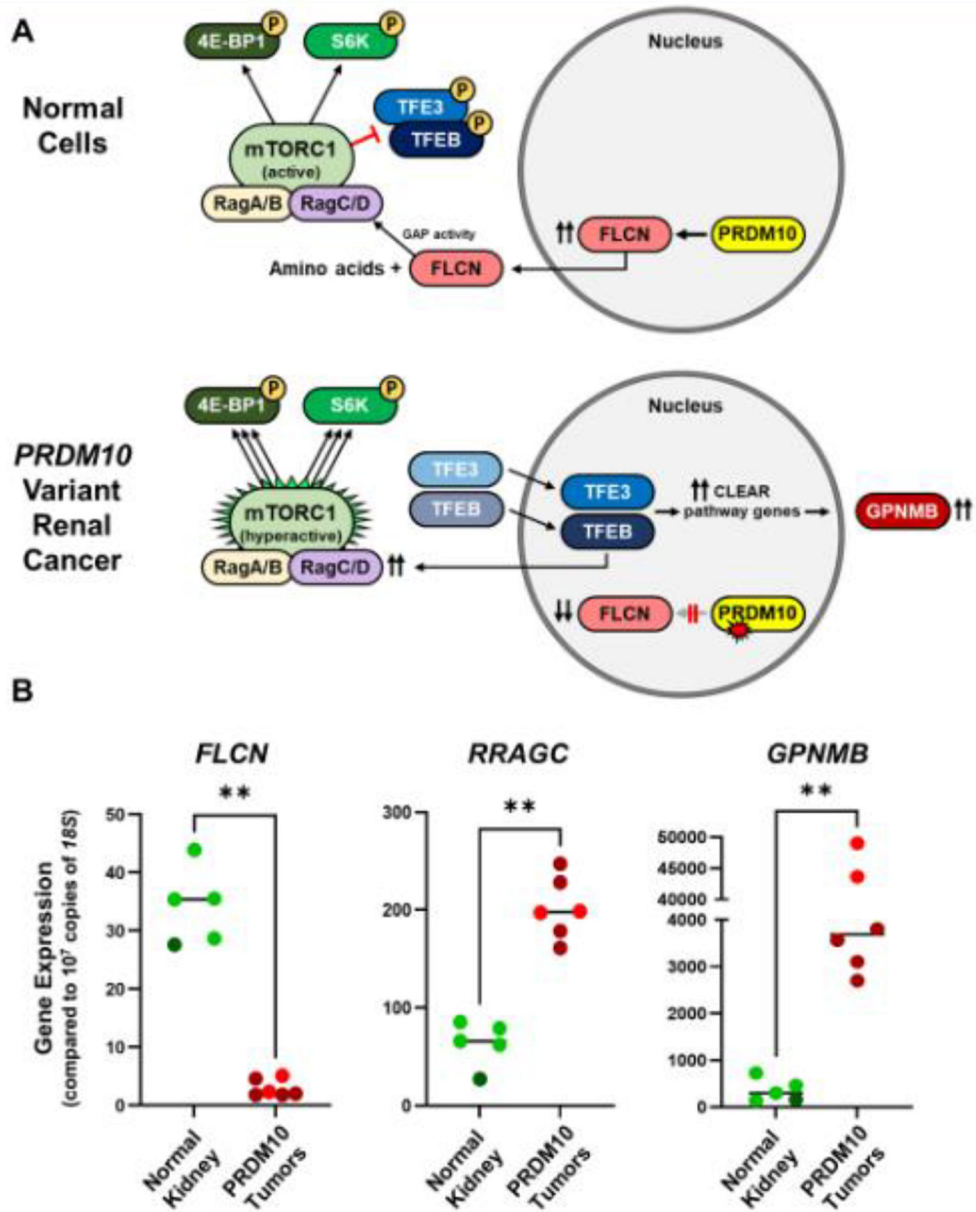 A
Normal
Cells
4E-BP1
P
S6K
P
TFE3
P
TFEB
P
mTORC1
(active)
RagA/B
RagC/D
GAP activity
Amino acids +
FLCN
Nucleus
↑↑
FLCN
PRDM10
PRDM10
Variant
Renal
Cancer
4E-BP1
P
S6K
P
mTORC1
(hyperactive)
RagA/B
RagC/D
↑↑
TFE3
TFEB
Nucleus
TFE3
TFEB
↑↑ CLEAR
pathway genes
GPNMB
↑↑
↓↓
FLCN
PRDM10
B
Gene Expression
(compared to 10⁷ copies of 18S)
FLCN
**
50
40
30
20
10
0
Normal
Kidney
PRDM10
Tumors
RRAGC
**
300
200
100
0
Normal
Kidney
PRDM10
Tumors
GPNMB
**
50000
45000
40000
4000
3000
2000
1000
0
Normal
Kidney
PRDM10
Tumors